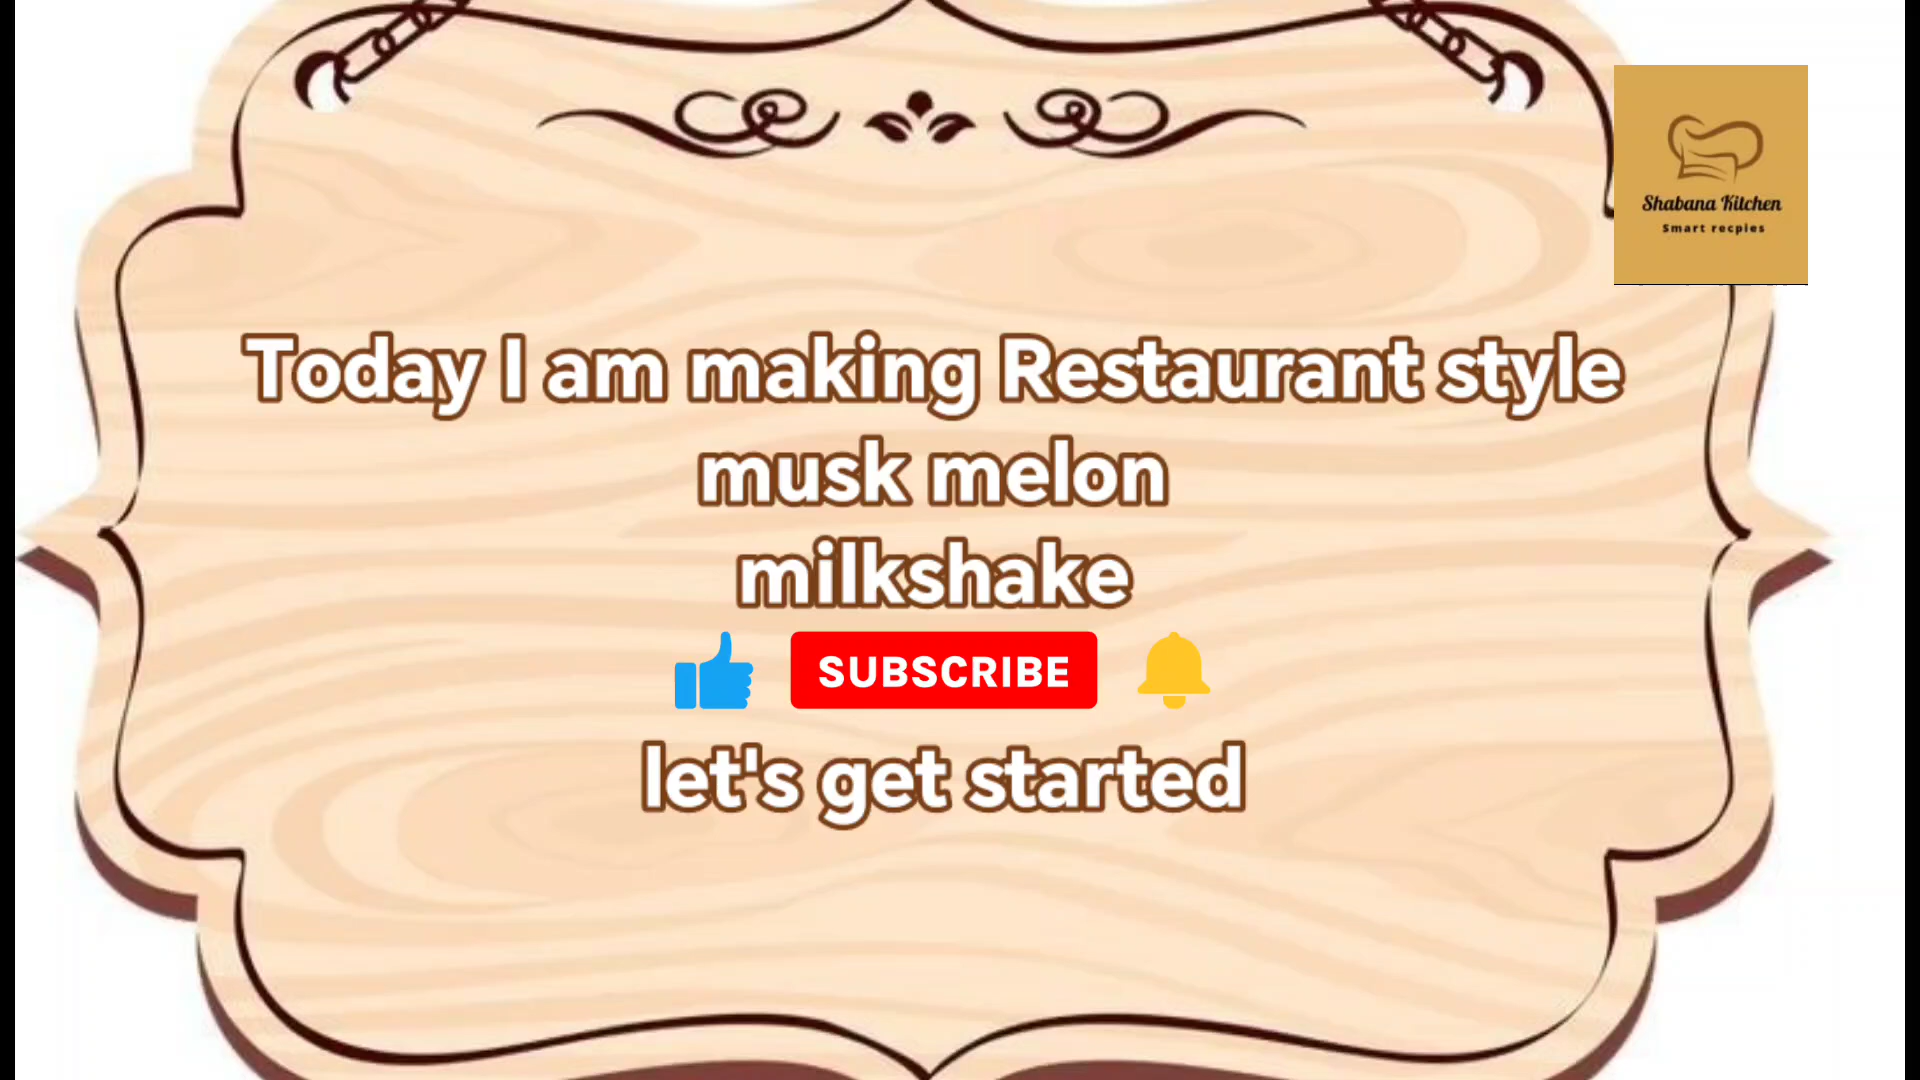 Shabana Kitchen
Smart recpies
Today I am making Restaurant style
musk melon
milkshake
SUBSCRIBE
let's get started